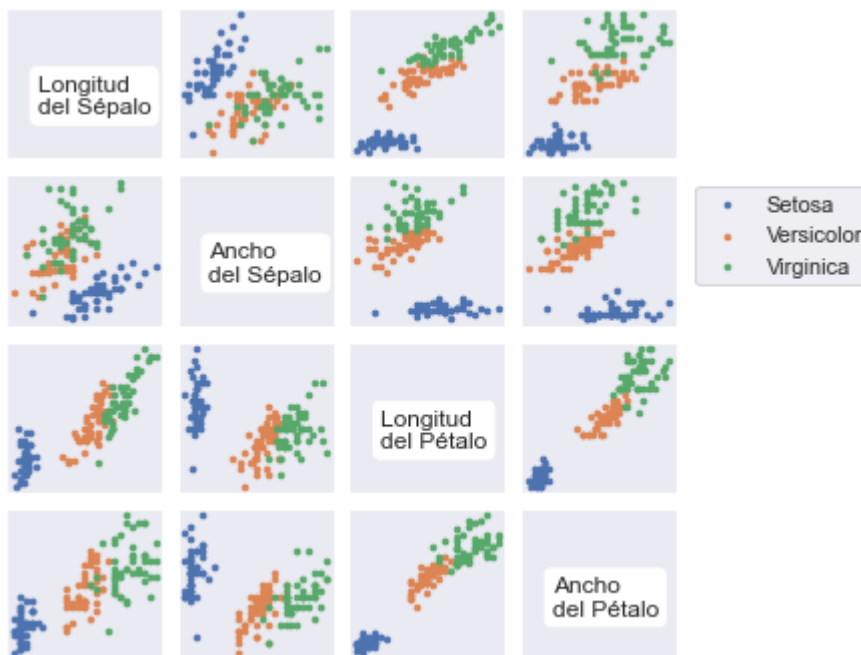 Longitud
del Sépalo
Ancho
del Sépalo
Setosa
Versicolor
Virginica
Longitud
del Pétalo
Ancho
del Pétalo